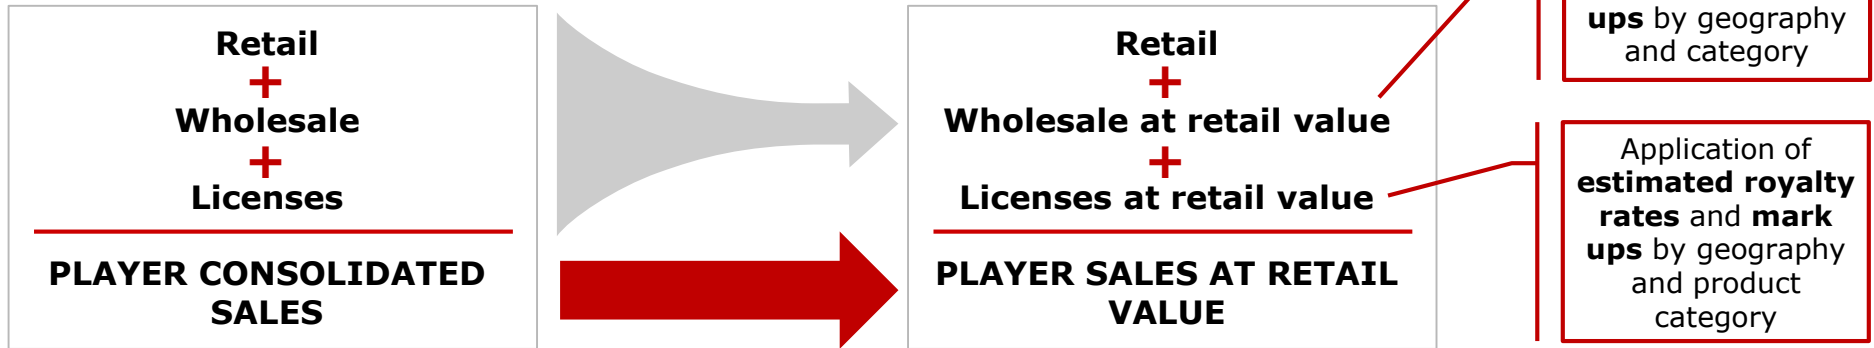 Retail
+
Wholesale
+
Licenses
PLAYER CONSOLIDATED
SALES
Retail
+
Wholesale at retail value
+
Licenses at retail value
PLAYER SALES AT RETAIL
VALUE
ups by geography
and category
Application of
estimated royalty
rates and mark
ups by geography
and product
category